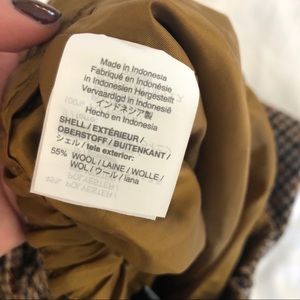 Made in Indonesia
Fabriqué en Indonésie
in Indonesien Hergestellt
Vervaardigd in Indonesië
インドネシア製
Hecho en Indonesia
SHELL / EXTÉRIEUR /
OBERSTOFF / BUITENKANT /
シェル / tela exterior:
55% WOOL / LAINE / WOLLE /
WOL / ウール / lana